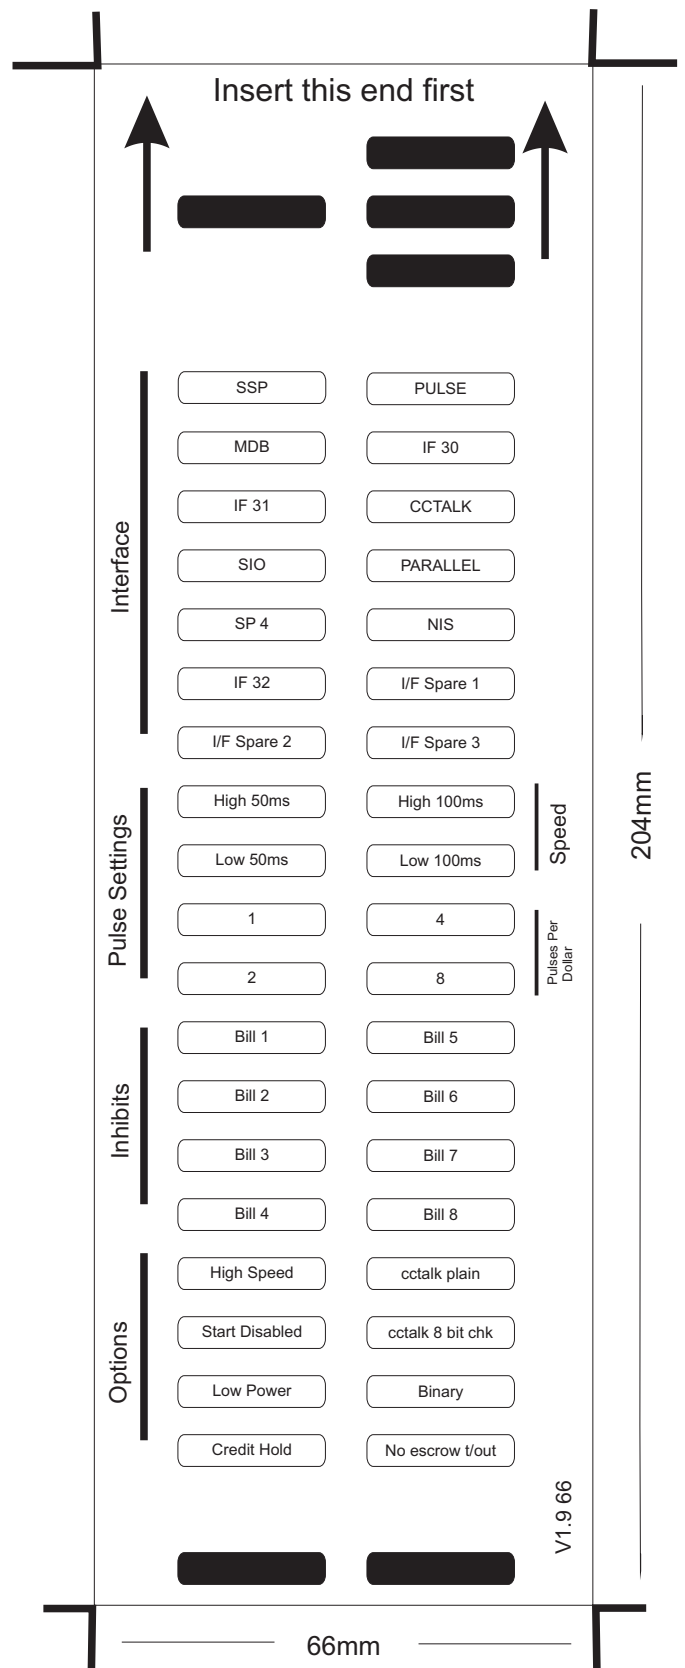 Insert this end first
SSP
PULSE
MDB
IF 30
IF 31
CCTALK
SIO
PARALLEL
SP 4
NIS
IF 32
I/F Spare 1
I/F Spare 2
I/F Spare 3
Interface
High 50ms
High 100ms
Low 50ms
Low 100ms
Speed
1
4
2
8
Pulses Per
Dollar
Pulse Settings
Bill 1
Bill 5
Bill 2
Bill 6
Bill 3
Bill 7
Bill 4
Bill 8
Inhibits
High Speed
cctalk plain
Start Disabled
cctalk 8 bit chk
Low Power
Binary
Credit Hold
No escrow t/out
Options
V1.9 66
204mm
66mm